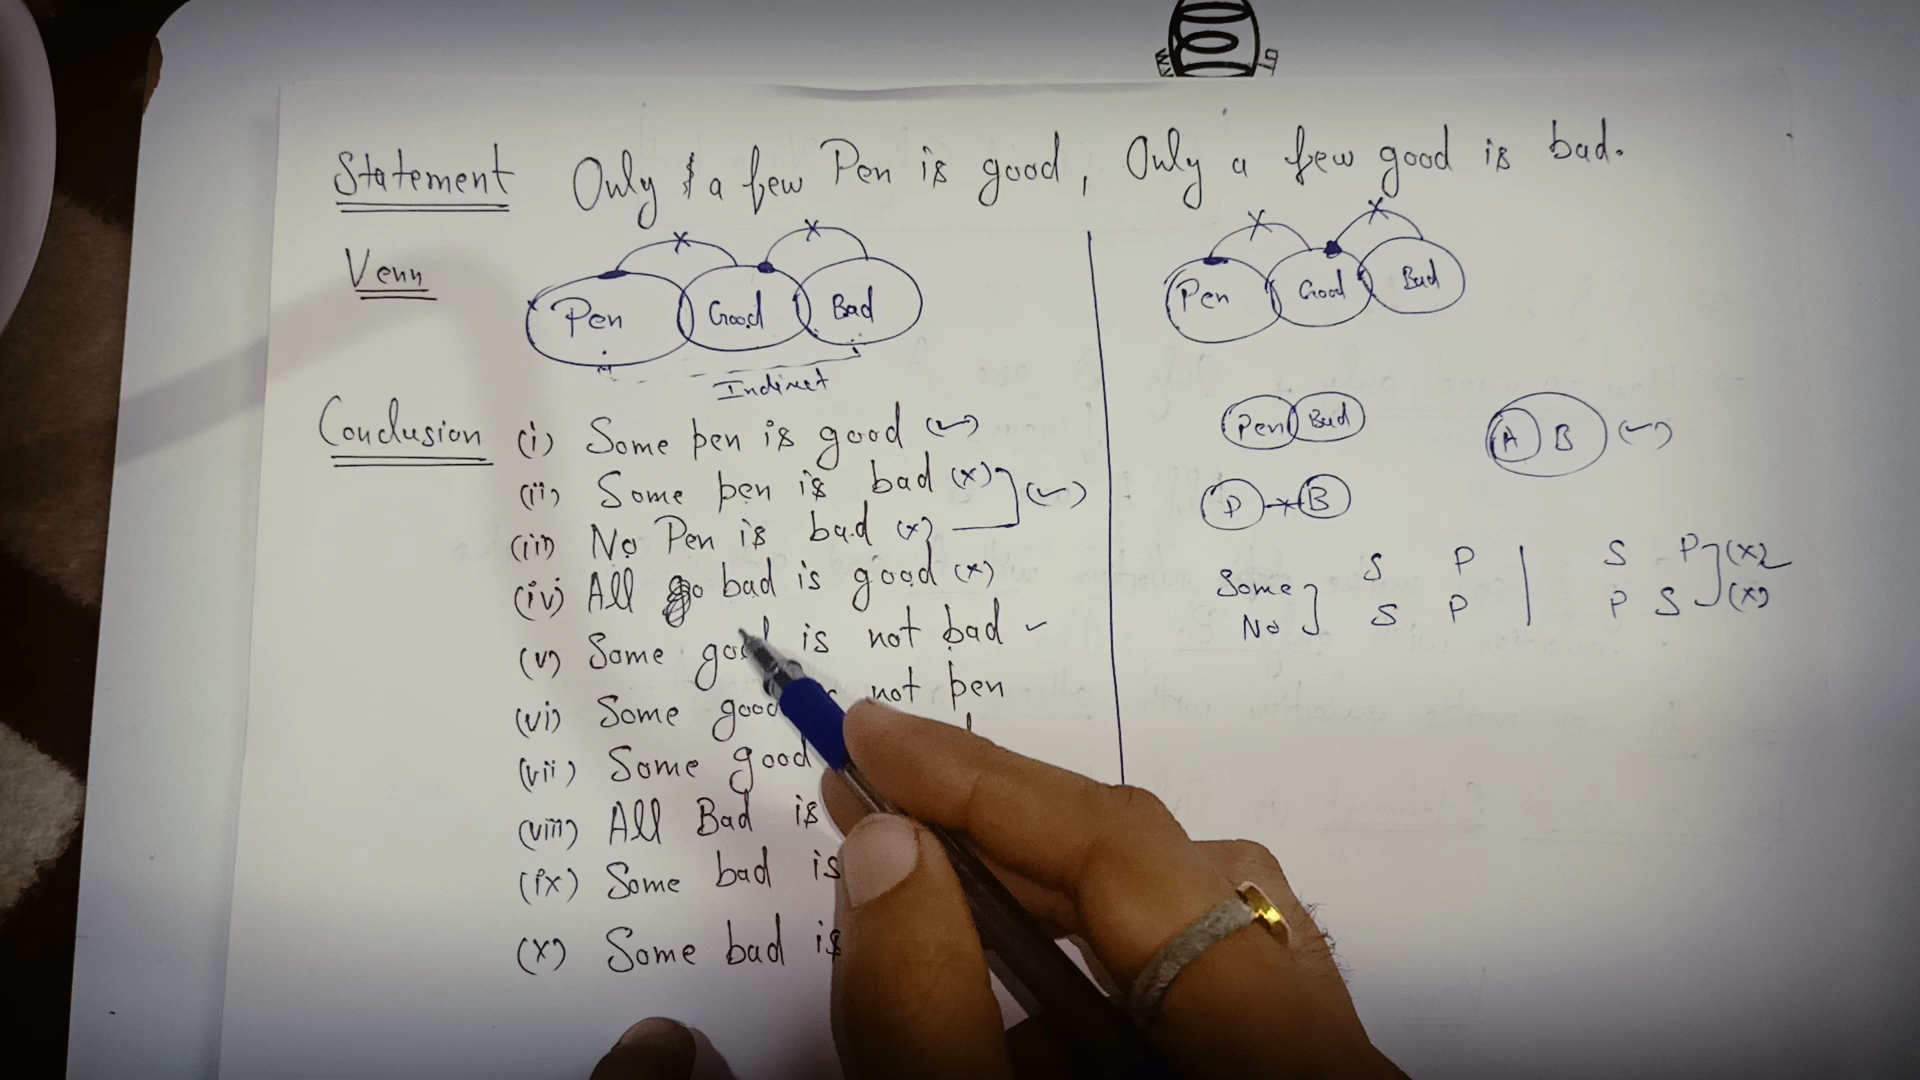 Statement Only a few Pen is good, Only a few good is bad.
Venn
Pen Good Bad
Pen Good Bad
Indirect
Conclusion (i) Some pen is good (✓)
(ii) Some pen is bad (x)
(iii) No Pen is bad (x) (✓)
(iv) All bad is good (x)
(v) Some good is not bad ✓
(vi) Some good not pen
(vii) Some good
(viii) All Bad is
(ix) Some bad is
(x) Some bad is
Pen Bad
A B (✓)
P x B
Some S P S P (x)
No S P P S (x)